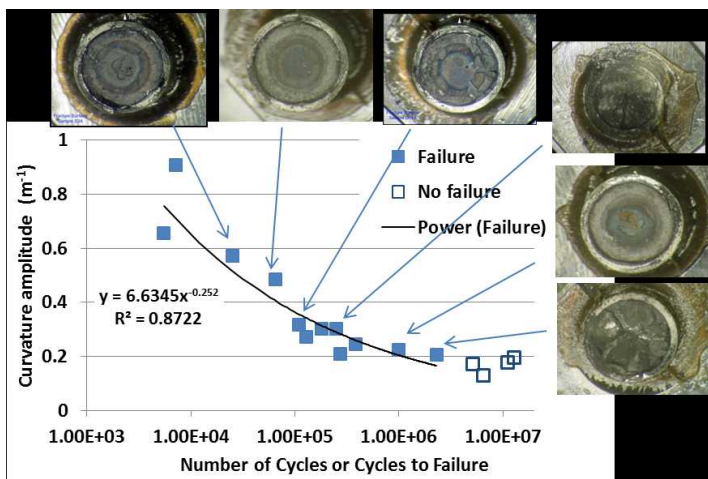 1
0.8
0.6
0.4
0.2
0
Curvature amplitude (m-1)
Failure
No failure
Power (Failure)
y = 6.6345x-0.252
R² = 0.8722
1.00E+03 1.00E+04 1.00E+05 1.00E+06 1.00E+07
Number of Cycles or Cycles to Failure